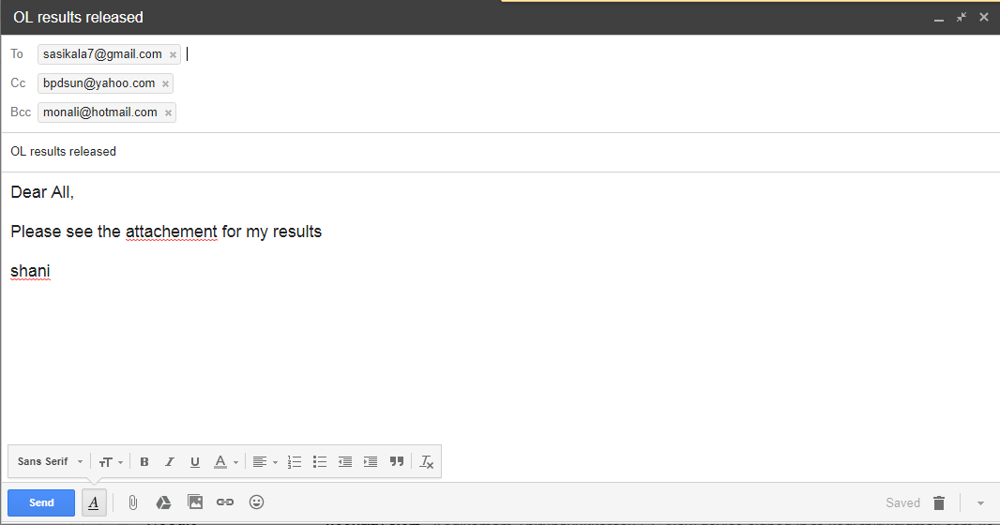 OL results released
To sasikala7@gmail.com
Cc bpdsun@yahoo.com
Bcc monali@hotmail.com
OL results released
Dear All,
Please see the attachement for my results
shani
Sans Serif B I U A
Send A Saved